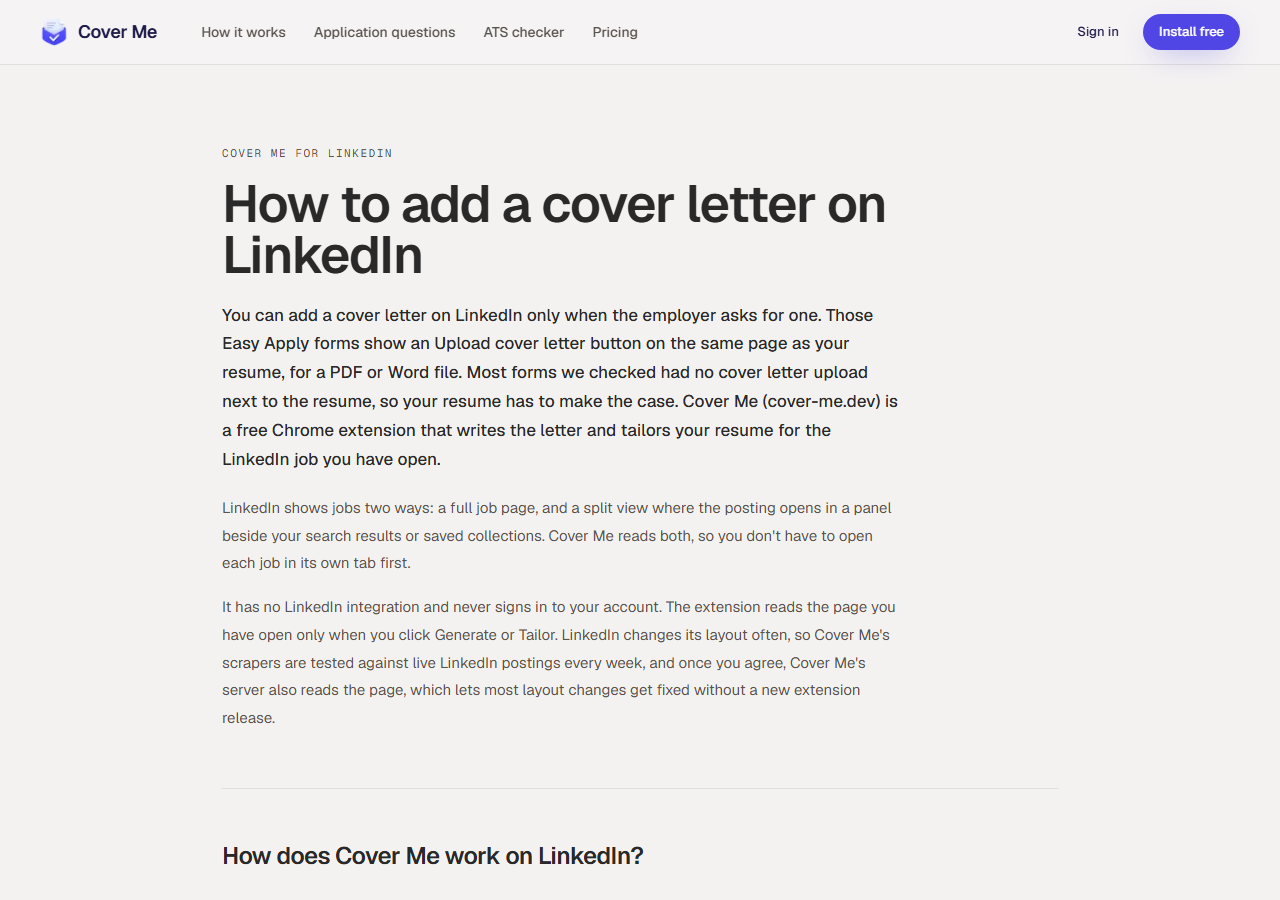 Cover Me
How it works
Application questions
ATS checker
Pricing
Sign in
Install free
COVER ME FOR LINKEDIN
How to add a cover letter on
LinkedIn
You can add a cover letter on LinkedIn only when the employer asks for one. Those
Easy Apply forms show an Upload cover letter button on the same page as your
resume, for a PDF or Word file. Most forms we checked had no cover letter upload
next to the resume, so your resume has to make the case. Cover Me (cover-me.dev) is
a free Chrome extension that writes the letter and tailors your resume for the
LinkedIn job you have open.
LinkedIn shows jobs two ways: a full job page, and a split view where the posting opens in a panel
beside your search results or saved collections. Cover Me reads both, so you don't have to open
each job in its own tab first.
It has no LinkedIn integration and never signs in to your account. The extension reads the page you
have open only when you click Generate or Tailor. LinkedIn changes its layout often, so Cover Me's
scrapers are tested against live LinkedIn postings every week, and once you agree, Cover Me's
server also reads the page, which lets most layout changes get fixed without a new extension
release.
How does Cover Me work on LinkedIn?